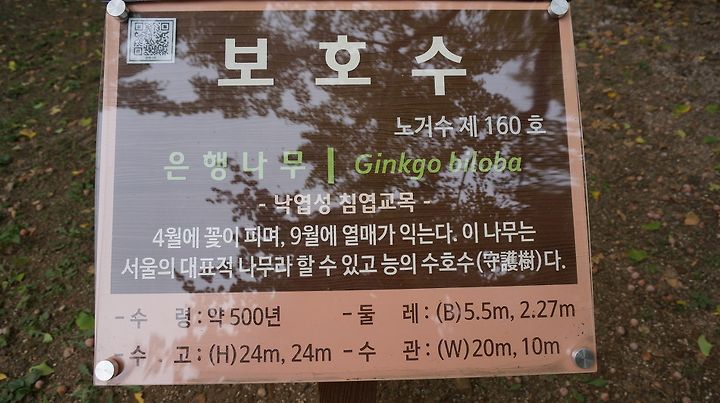 보호수
노거수 제 160 호
은행나무 | Ginkgo biloba
- 낙엽성 침엽교목 -
4월에 꽃이 피며, 9월에 열매가 익는다. 이 나무는
서울의 대표적 나무라 할 수 있고 능의 수호수(守護樹)다.
- 수 령 : 약 500년 - 둘 레 : (B) 5.5m, 2.27m
- 수 고 : (H) 24m, 24m - 수 관 : (W) 20m, 10m